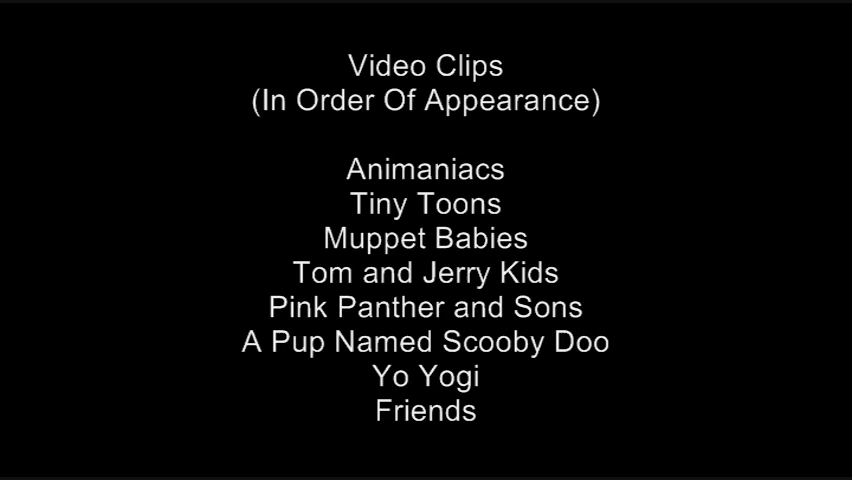 Video Clips
(In Order Of Appearance)
Animaniacs
Tiny Toons
Muppet Babies
Tom and Jerry Kids
Pink Panther and Sons
A Pup Named Scooby Doo
Yo Yogi
Friends